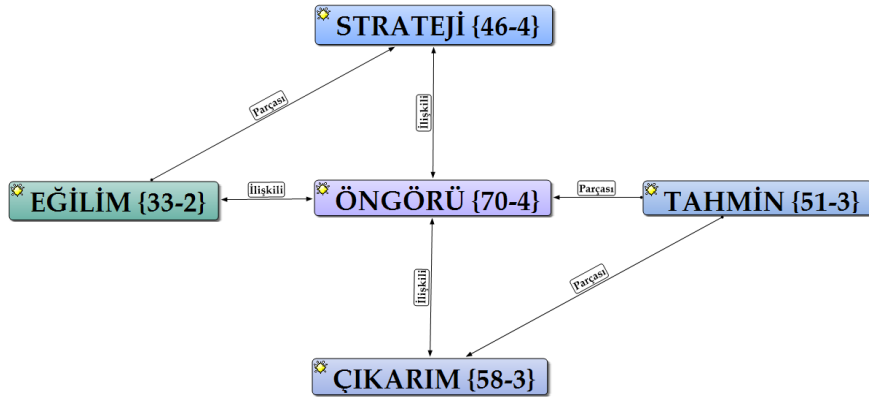 STRATEJİ {46-4}
Parçası
İlişkili
EĞİLİM {33-2}
İlişkili
ÖNGÖRÜ {70-4}
Parçası
TAHMİN {51-3}
İlişkili
Parçası
ÇIKARIM {58-3}